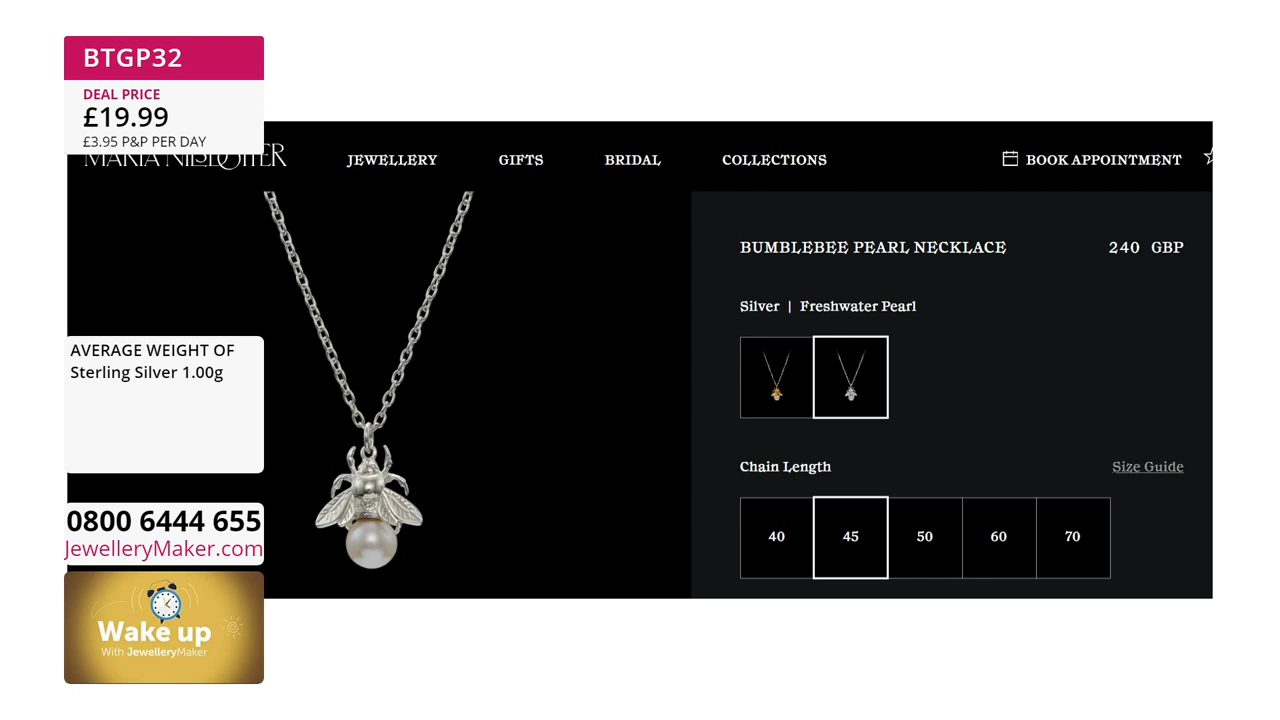 BTGP32
DEAL PRICE
£19.99
£3.95 P&P PER DAY
JEWELLERY
GIFTS
BRIDAL
COLLECTIONS
BOOK APPOINTMENT
BUMBLEBEE PEARL NECKLACE
240 GBP
Silver | Freshwater Pearl
Chain Length
Size Guide
40
45
50
60
70
AVERAGE WEIGHT OF
Sterling Silver 1.00g
0800 6444 655
JewelleryMaker.com
Wake up
With JewelleryMaker